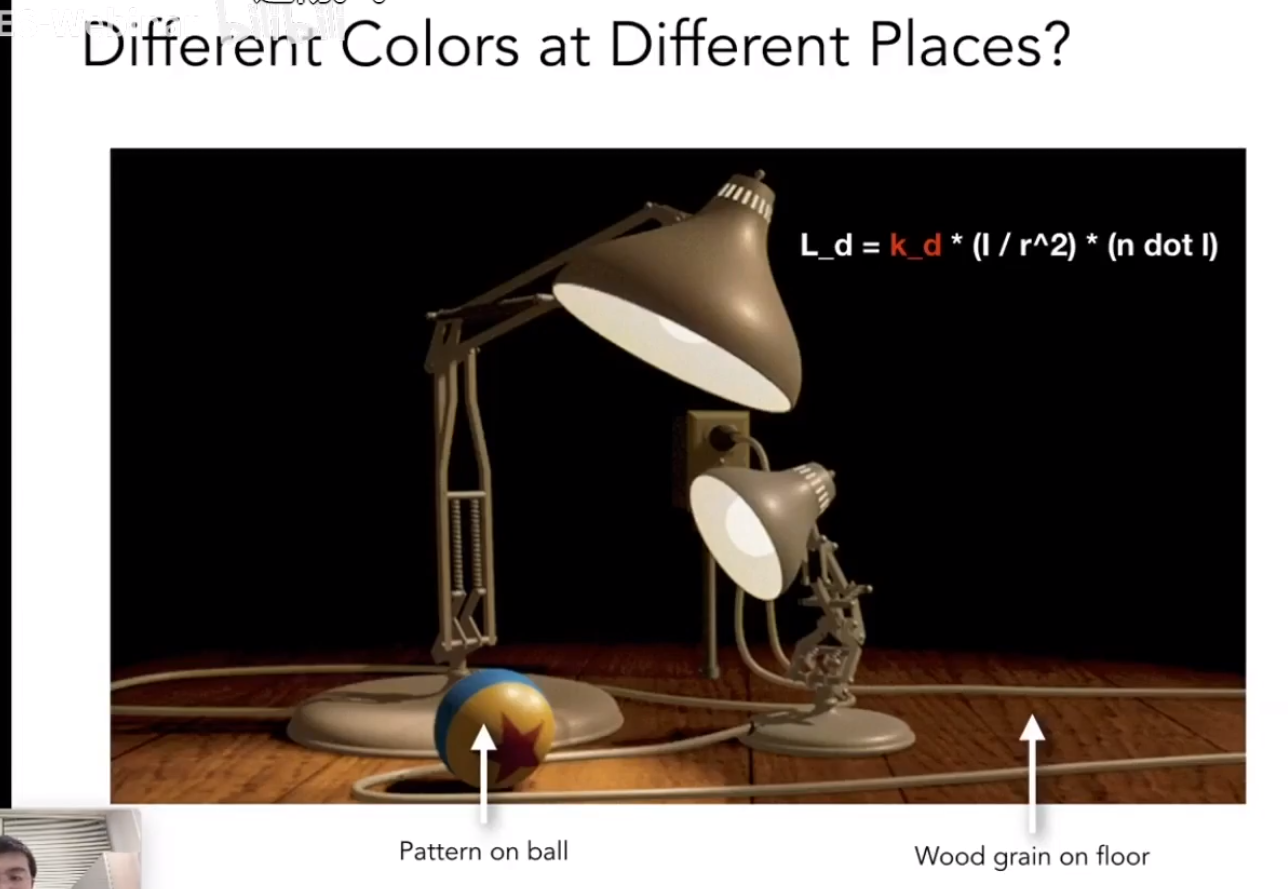 Different Colors at Different Places?
L_d = k_d * (I / r^2) * (n dot l)
Pattern on ball
Wood grain on floor